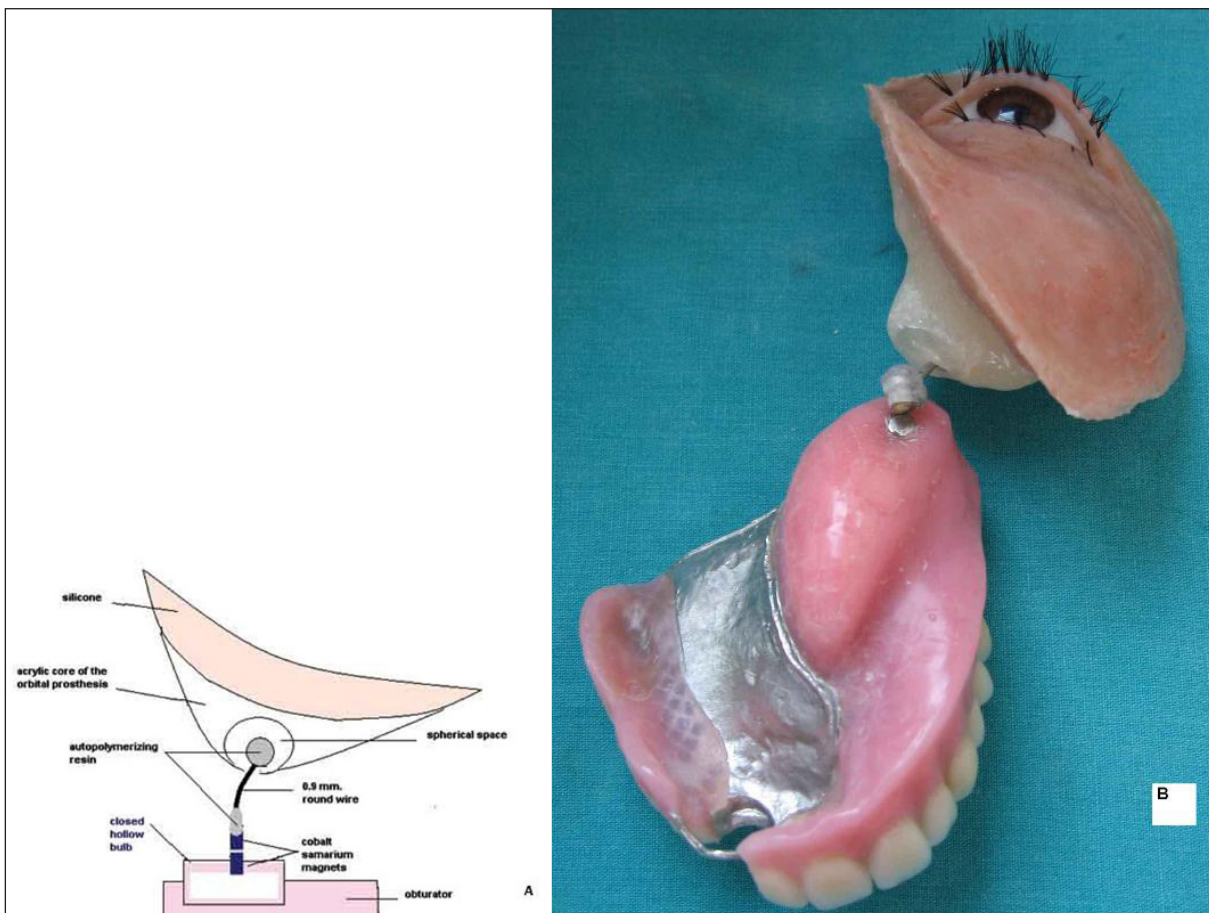 silicone
acrylic core of the
orbital prosthesis
spherical space
autopolymerizing
resin
0.9 mm.
round wire
closed
hollow
bulb
cobalt
samarium
magnets
obturator
A
B